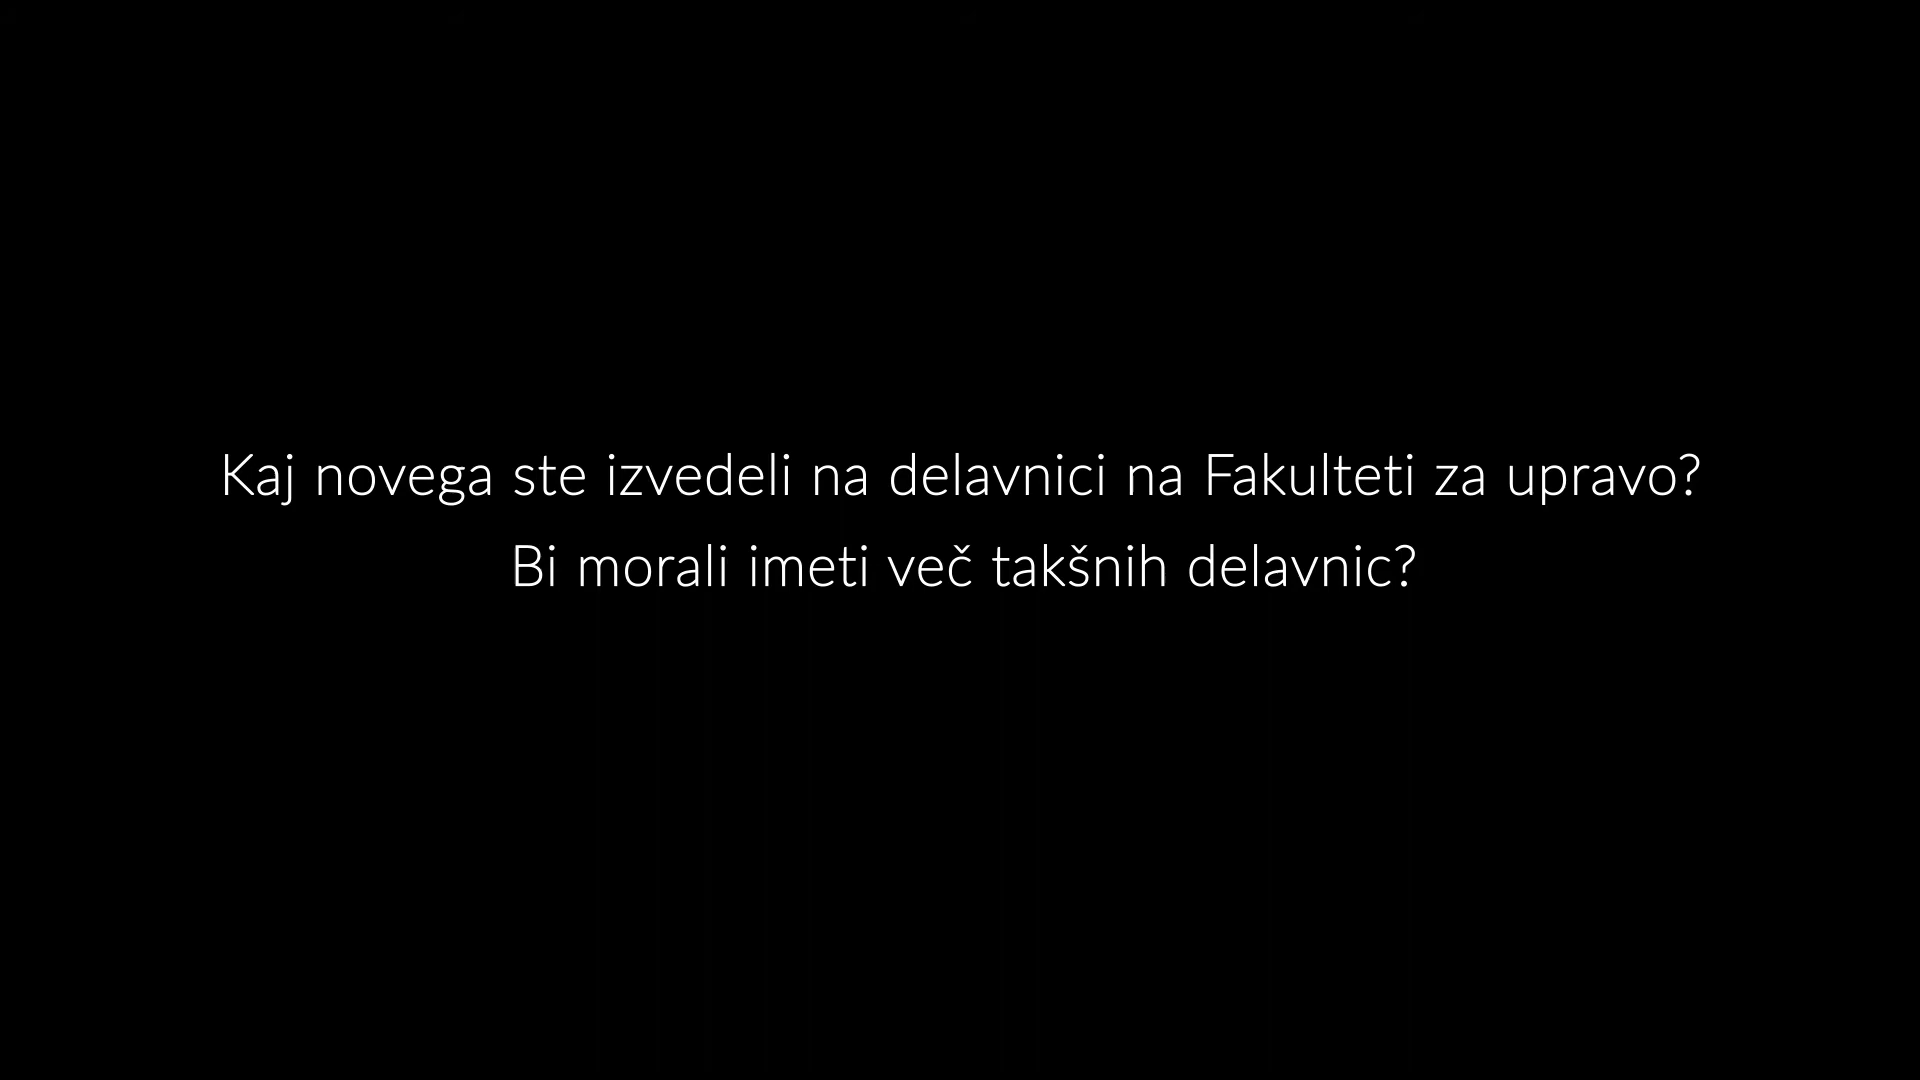 Kaj novega ste izvedeli na delavnici na Fakulteti za upravo?
Bi morali imeti več takšnih delavnic?